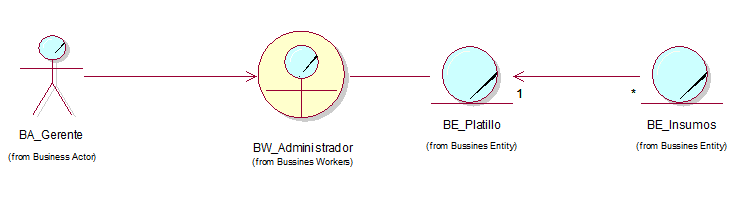 1
*
BA_Gerente
(from Business Actor)
BW_Administrador
(from Bussines Workers)
BE_Platillo
(from Bussines Entity)
BE_Insumos
(from Bussines Entity)